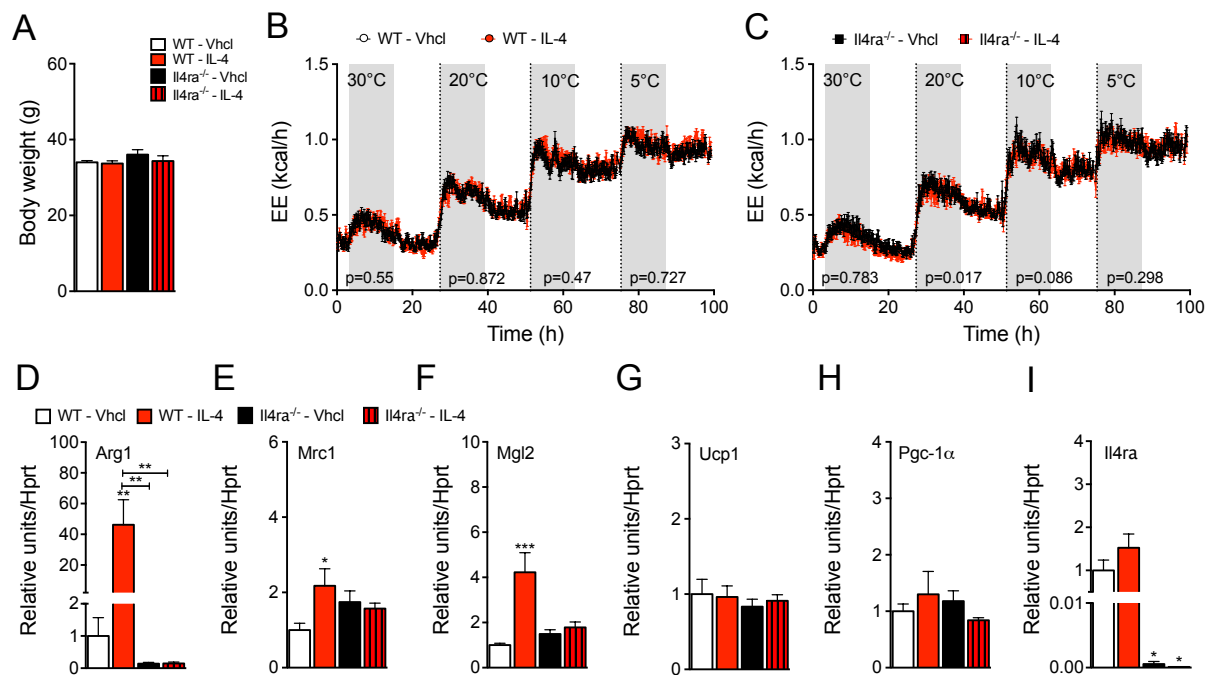 A
WT - Vhcl
WT - IL-4
Il4ra-/- - Vhcl
Il4ra-/- - IL-4
Body weight (g)
60
40
20
0
B
WT - Vhcl WT - IL-4
EE (kcal/h)
1.5
1.0
0.5
0.0
30°C 20°C 10°C 5°C
p=0.55 p=0.872 p=0.47 p=0.727
0 20 40 60 80 100
Time (h)
C
Il4ra-/- - Vhcl Il4ra-/- - IL-4
EE (kcal/h)
1.5
1.0
0.5
0.0
30°C 20°C 10°C 5°C
p=0.783 p=0.017 p=0.086 p=0.298
0 20 40 60 80 100
Time (h)
D E F G H I
WT - Vhcl WT - IL-4 Il4ra-/- - Vhcl Il4ra-/- - IL-4
Relative units/Hprt
100
80
60
40
20
2
1
0
Arg1
**
**
**
Relative units/Hprt
6
4
2
0
Mrc1
*
Relative units/Hprt
10
8
6
4
2
0
Mgl2
***
Relative units/Hprt
3
2
1
0
Ucp1
Relative units/Hprt
4
3
2
1
0
Pgc-1α
Relative units/Hprt
4
3
2
1
0.01
0.00
Il4ra
* *